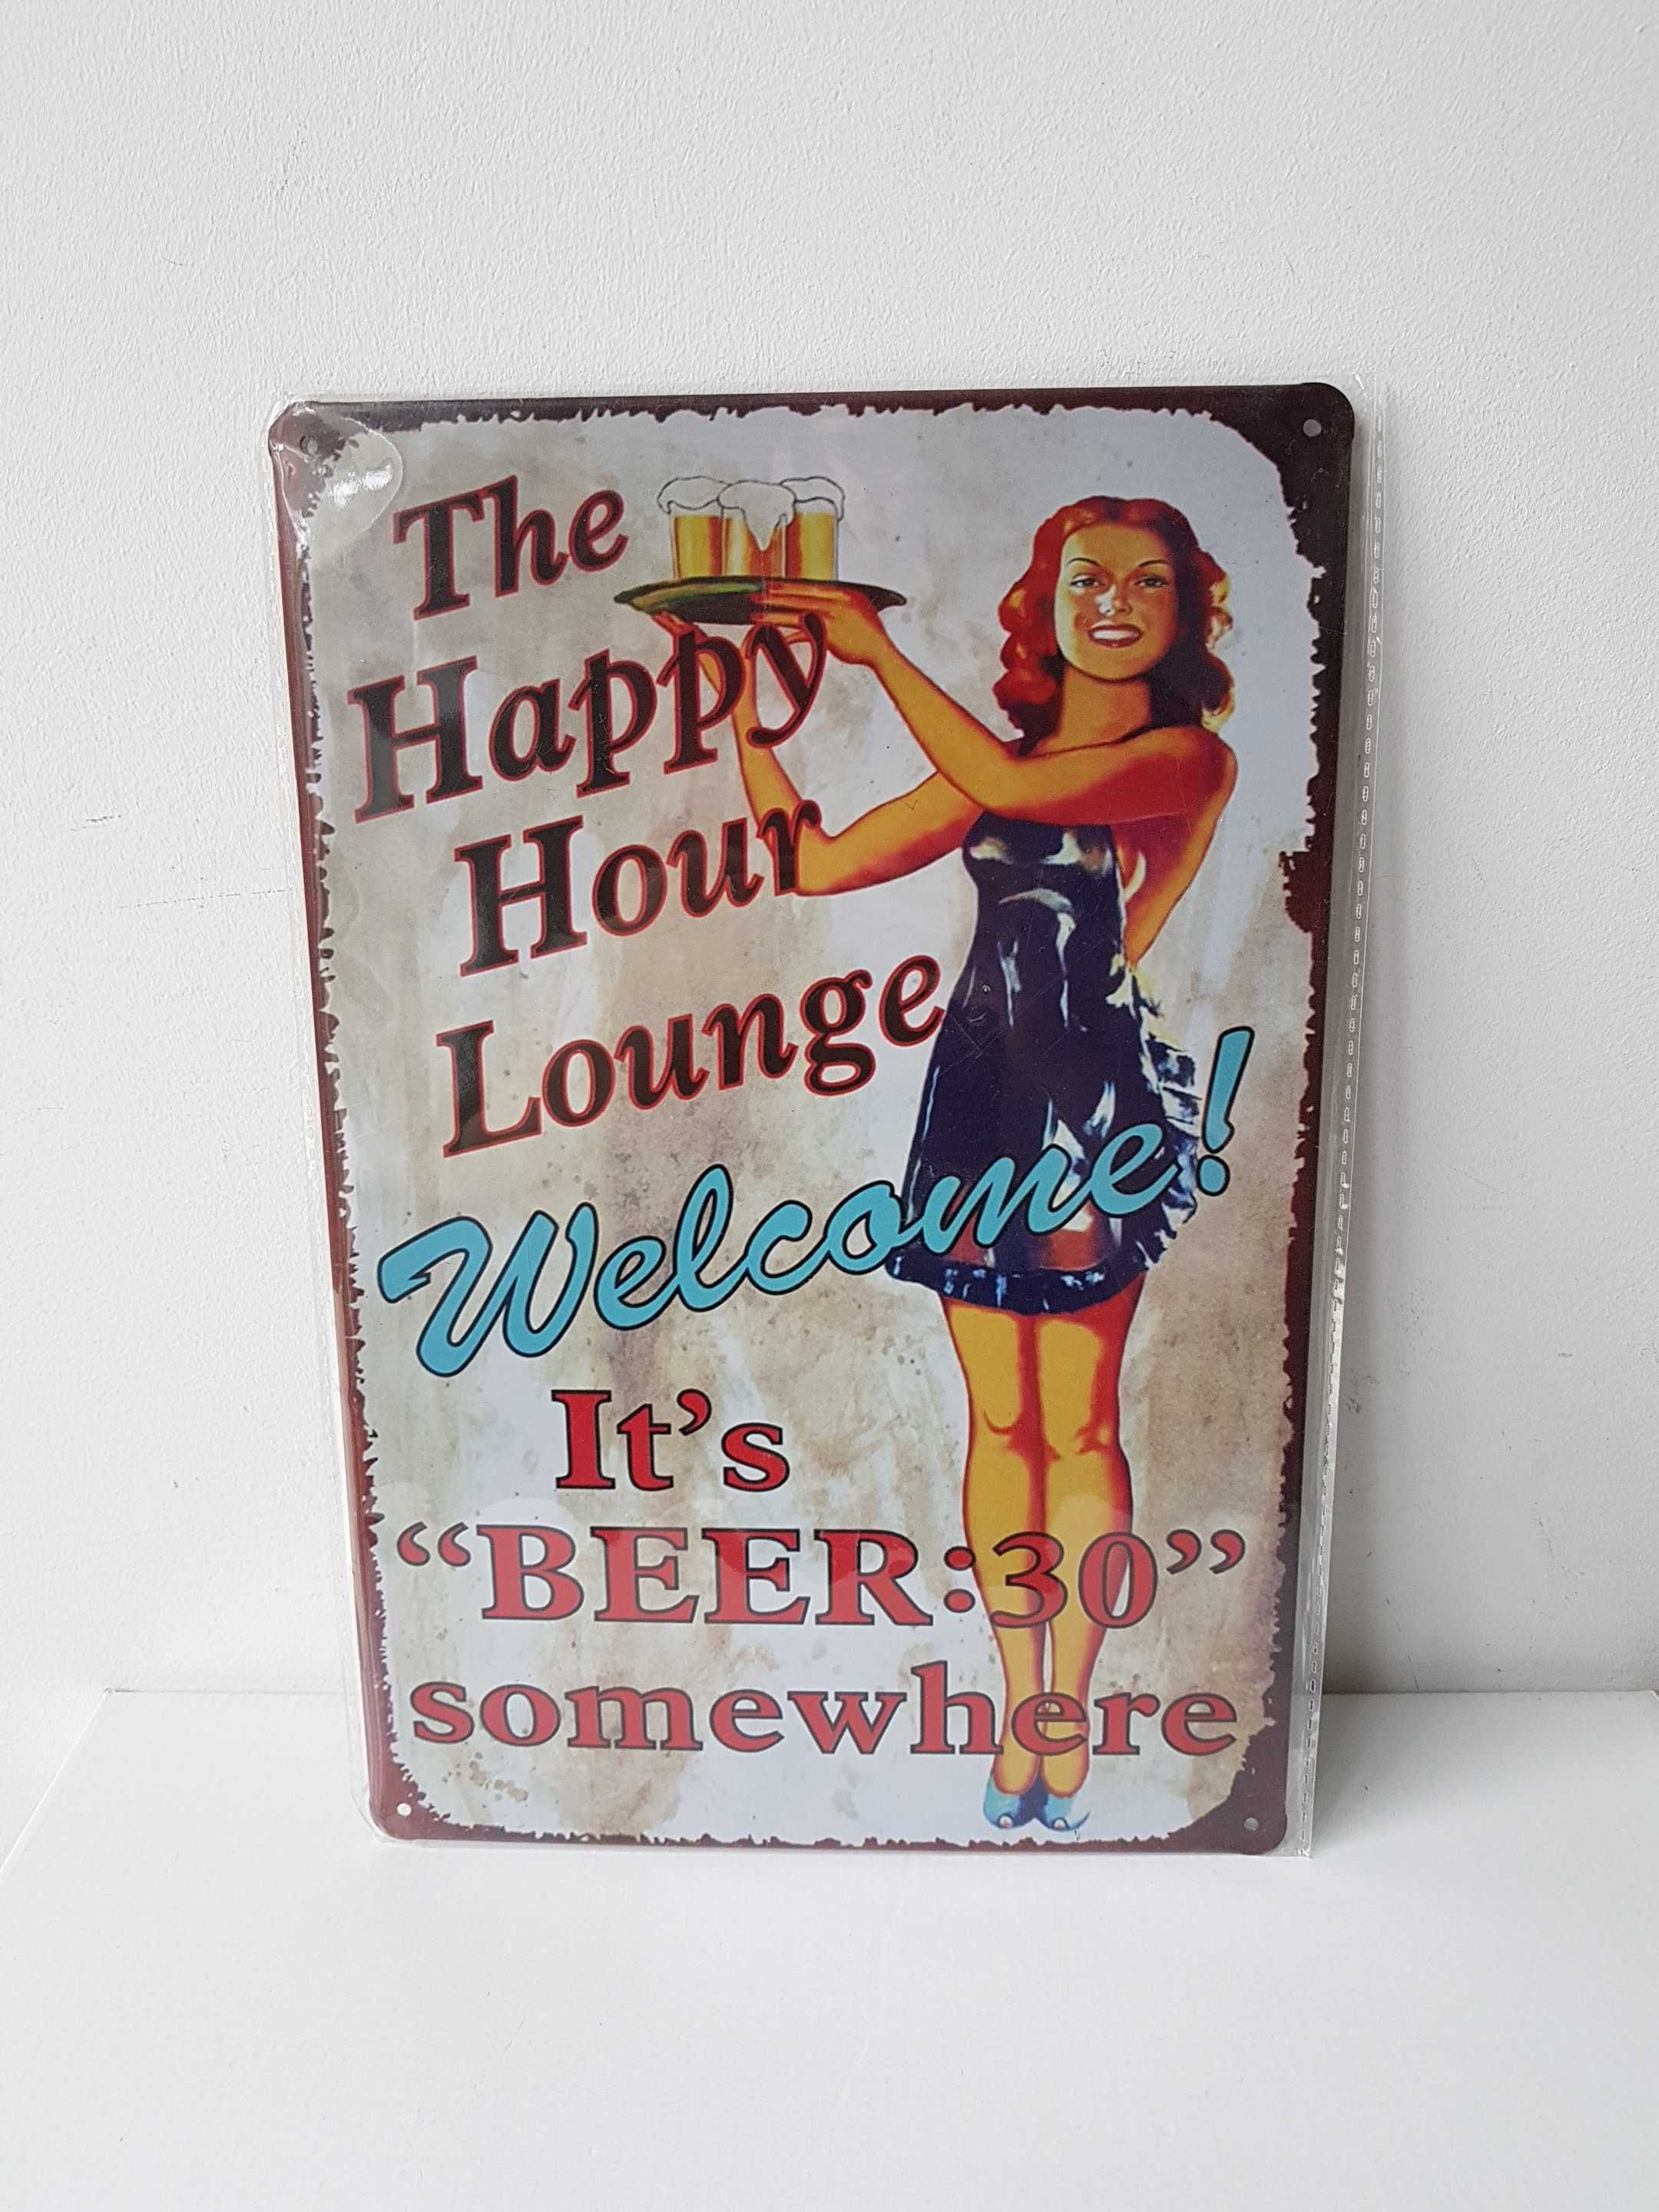 The
Happy
Hour
Lounge
Welcome!
It’s
“BEER:30”
somewhere